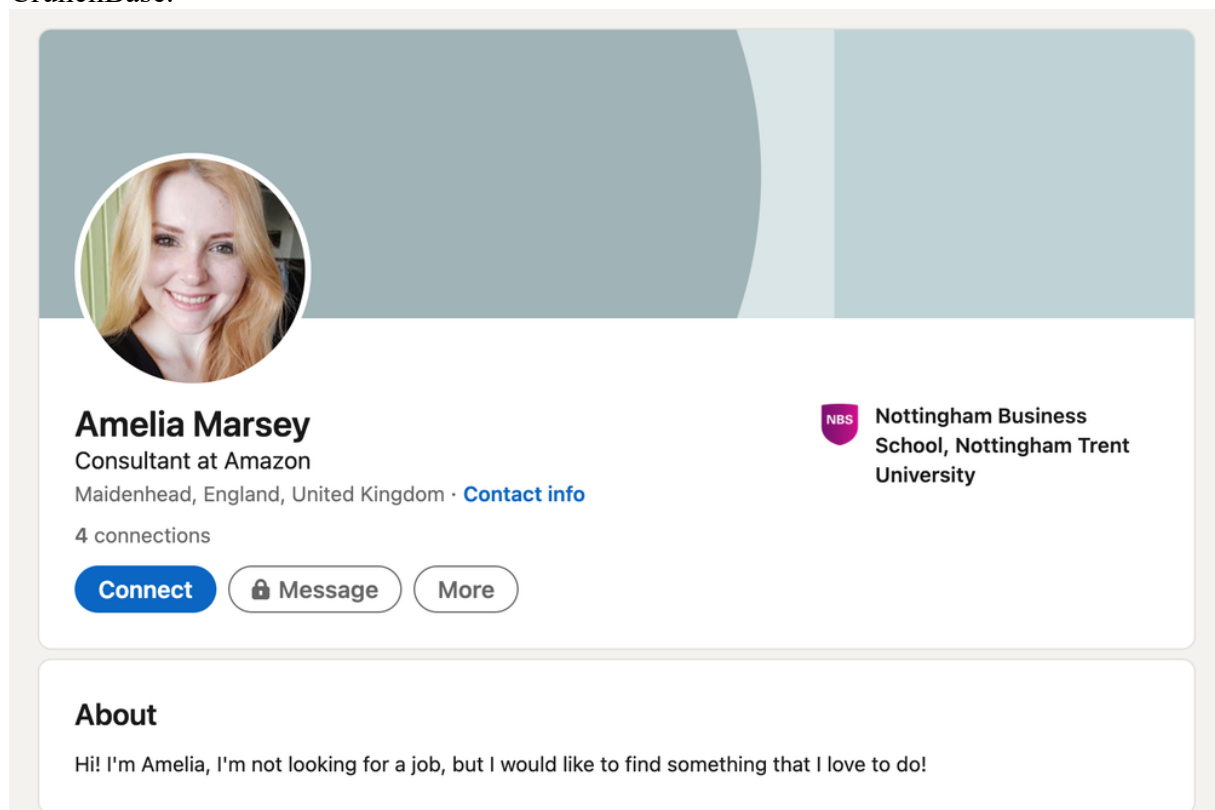 CrunchBase.
Amelia Marsey
Consultant at Amazon
Maidenhead, England, United Kingdom · Contact info
4 connections
Connect
Message
More
NBS
Nottingham Business
School, Nottingham Trent
University
About
Hi! I'm Amelia, I'm not looking for a job, but I would like to find something that I love to do!